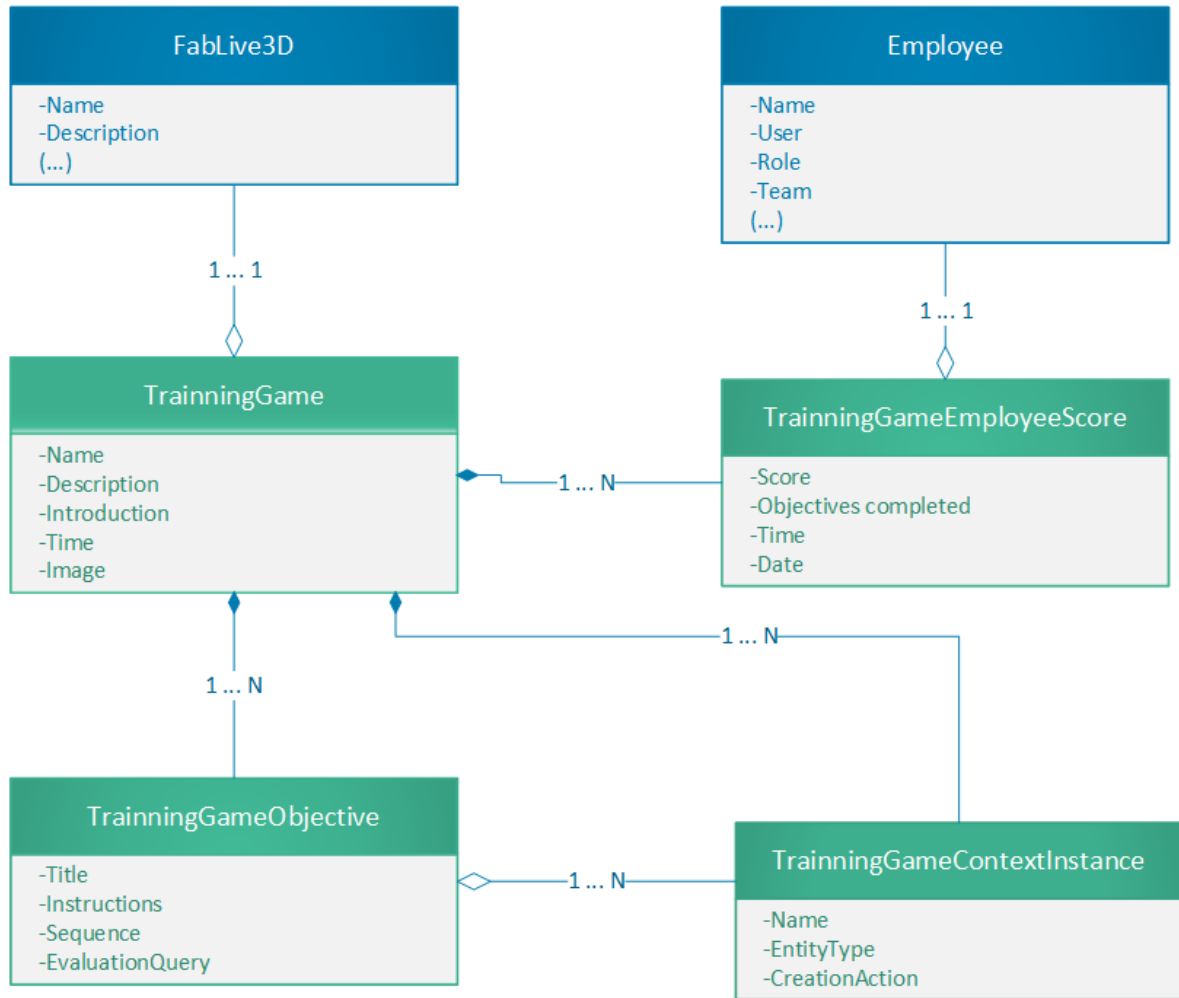 FabLive3D
-Name
-Description
(...)
Employee
-Name
-User
-Role
-Team
(...)
1 ... 1
1 ... 1
TrainningGame
-Name
-Description
-Introduction
-Time
-Image
TrainningGameEmployeeScore
-Score
-Objectives completed
-Time
-Date
1 ... N
1 ... N
1 ... N
TrainningGameObjective
-Title
-Instructions
-Sequence
-EvaluationQuery
1 ... N
TrainningGameContextInstance
-Name
-EntityType
-CreationAction